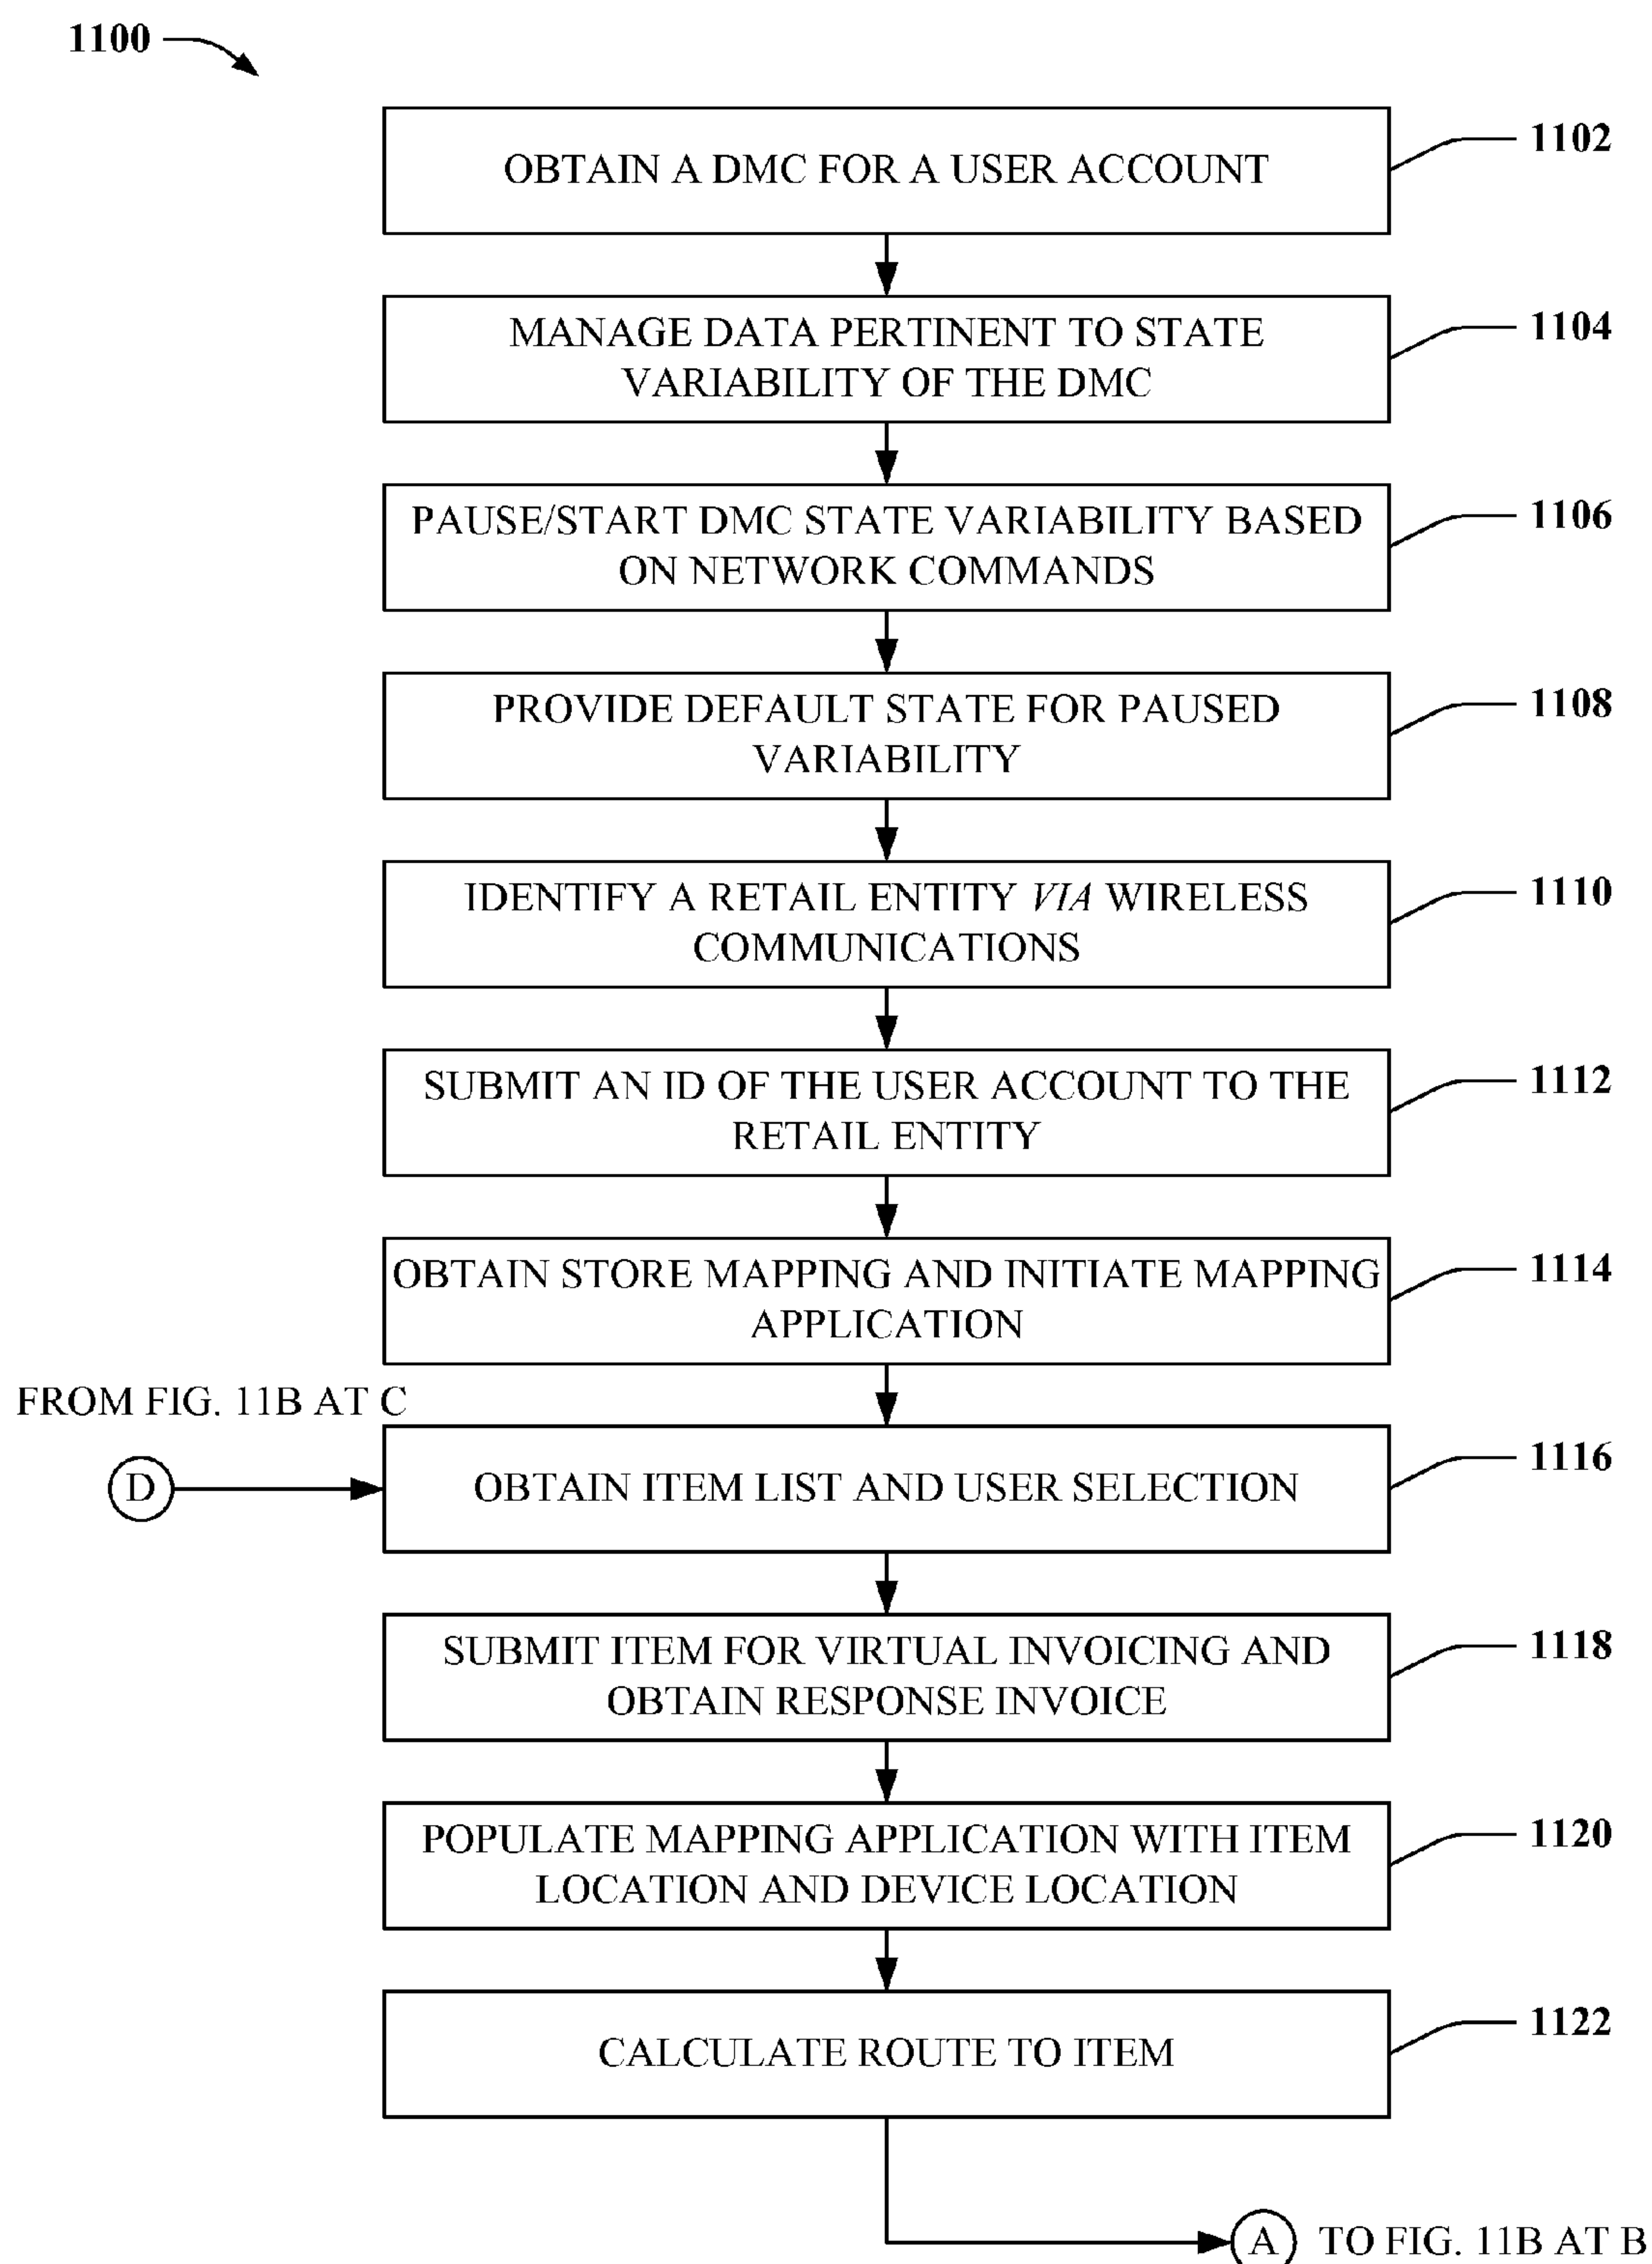 1100
OBTAIN A DMC FOR A USER ACCOUNT
1102
MANAGE DATA PERTINENT TO STATE
VARIABILITY OF THE DMC
1104
PAUSE/START DMC STATE VARIABILITY BASED
ON NETWORK COMMANDS
1106
PROVIDE DEFAULT STATE FOR PAUSED
VARIABILITY
1108
IDENTIFY A RETAIL ENTITY VIA WIRELESS
COMMUNICATIONS
1110
SUBMIT AN ID OF THE USER ACCOUNT TO THE
RETAIL ENTITY
1112
OBTAIN STORE MAPPING AND INITIATE MAPPING
APPLICATION
1114
FROM FIG. 11B AT C
D
OBTAIN ITEM LIST AND USER SELECTION
1116
SUBMIT ITEM FOR VIRTUAL INVOICING AND
OBTAIN RESPONSE INVOICE
1118
POPULATE MAPPING APPLICATION WITH ITEM
LOCATION AND DEVICE LOCATION
1120
CALCULATE ROUTE TO ITEM
1122
A
TO FIG. 11B AT B